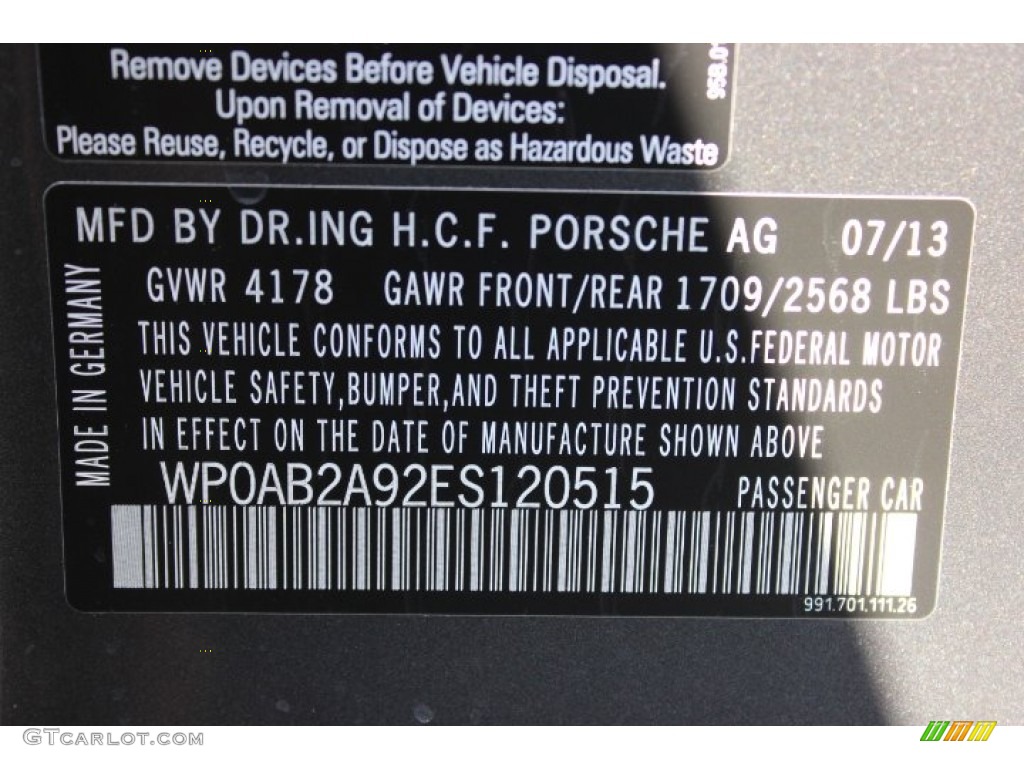 Remove Devices Before Vehicle Disposal.
Upon Removal of Devices:
Please Reuse, Recycle, or Dispose as Hazardous Waste
MFD BY DR.ING H.C.F. PORSCHE AG 07/13
GVWR 4178 GAWR FRONT/REAR 1709/2568 LBS
THIS VEHICLE CONFORMS TO ALL APPLICABLE U.S.FEDERAL MOTOR
VEHICLE SAFETY,BUMPER,AND THEFT PREVENTION STANDARDS
IN EFFECT ON THE DATE OF MANUFACTURE SHOWN ABOVE
MADE IN GERMANY
WP0AB2A92ES120515 PASSENGER CAR
991.701.111.26
GTCARLOT.COM